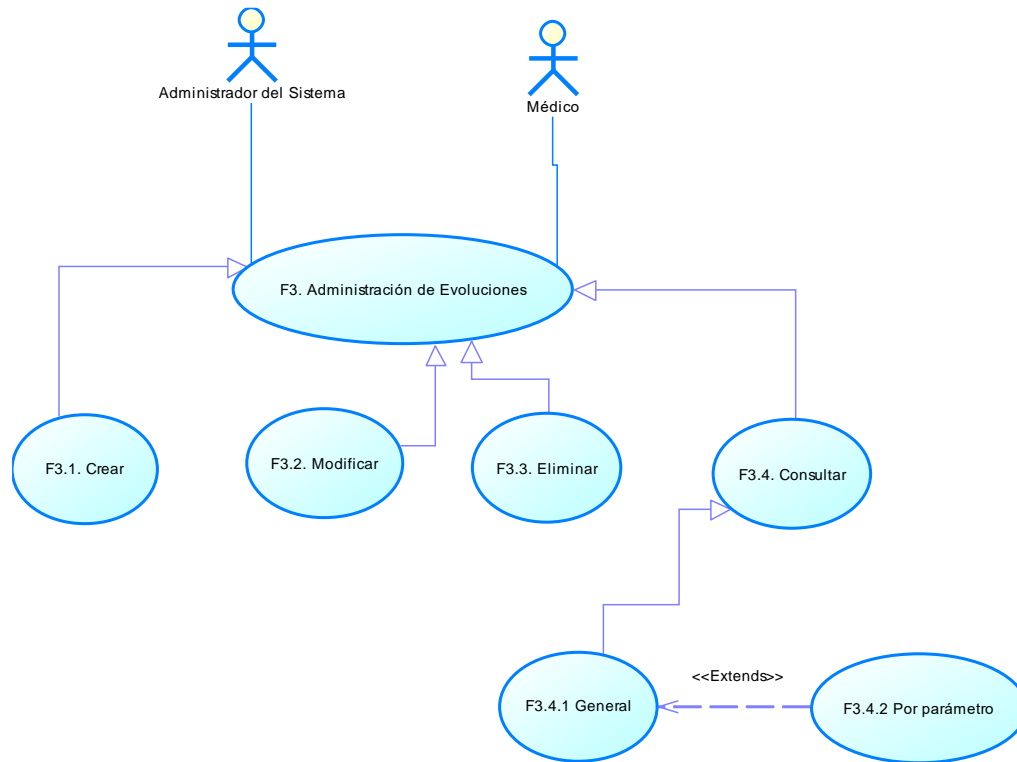 Administrador del Sistema
Médico
F3. Administración de Evoluciones
F3.1. Crear
F3.2. Modificar
F3.3. Eliminar
F3.4. Consultar
<<Extends>>
F3.4.1 General
F3.4.2 Por parámetro